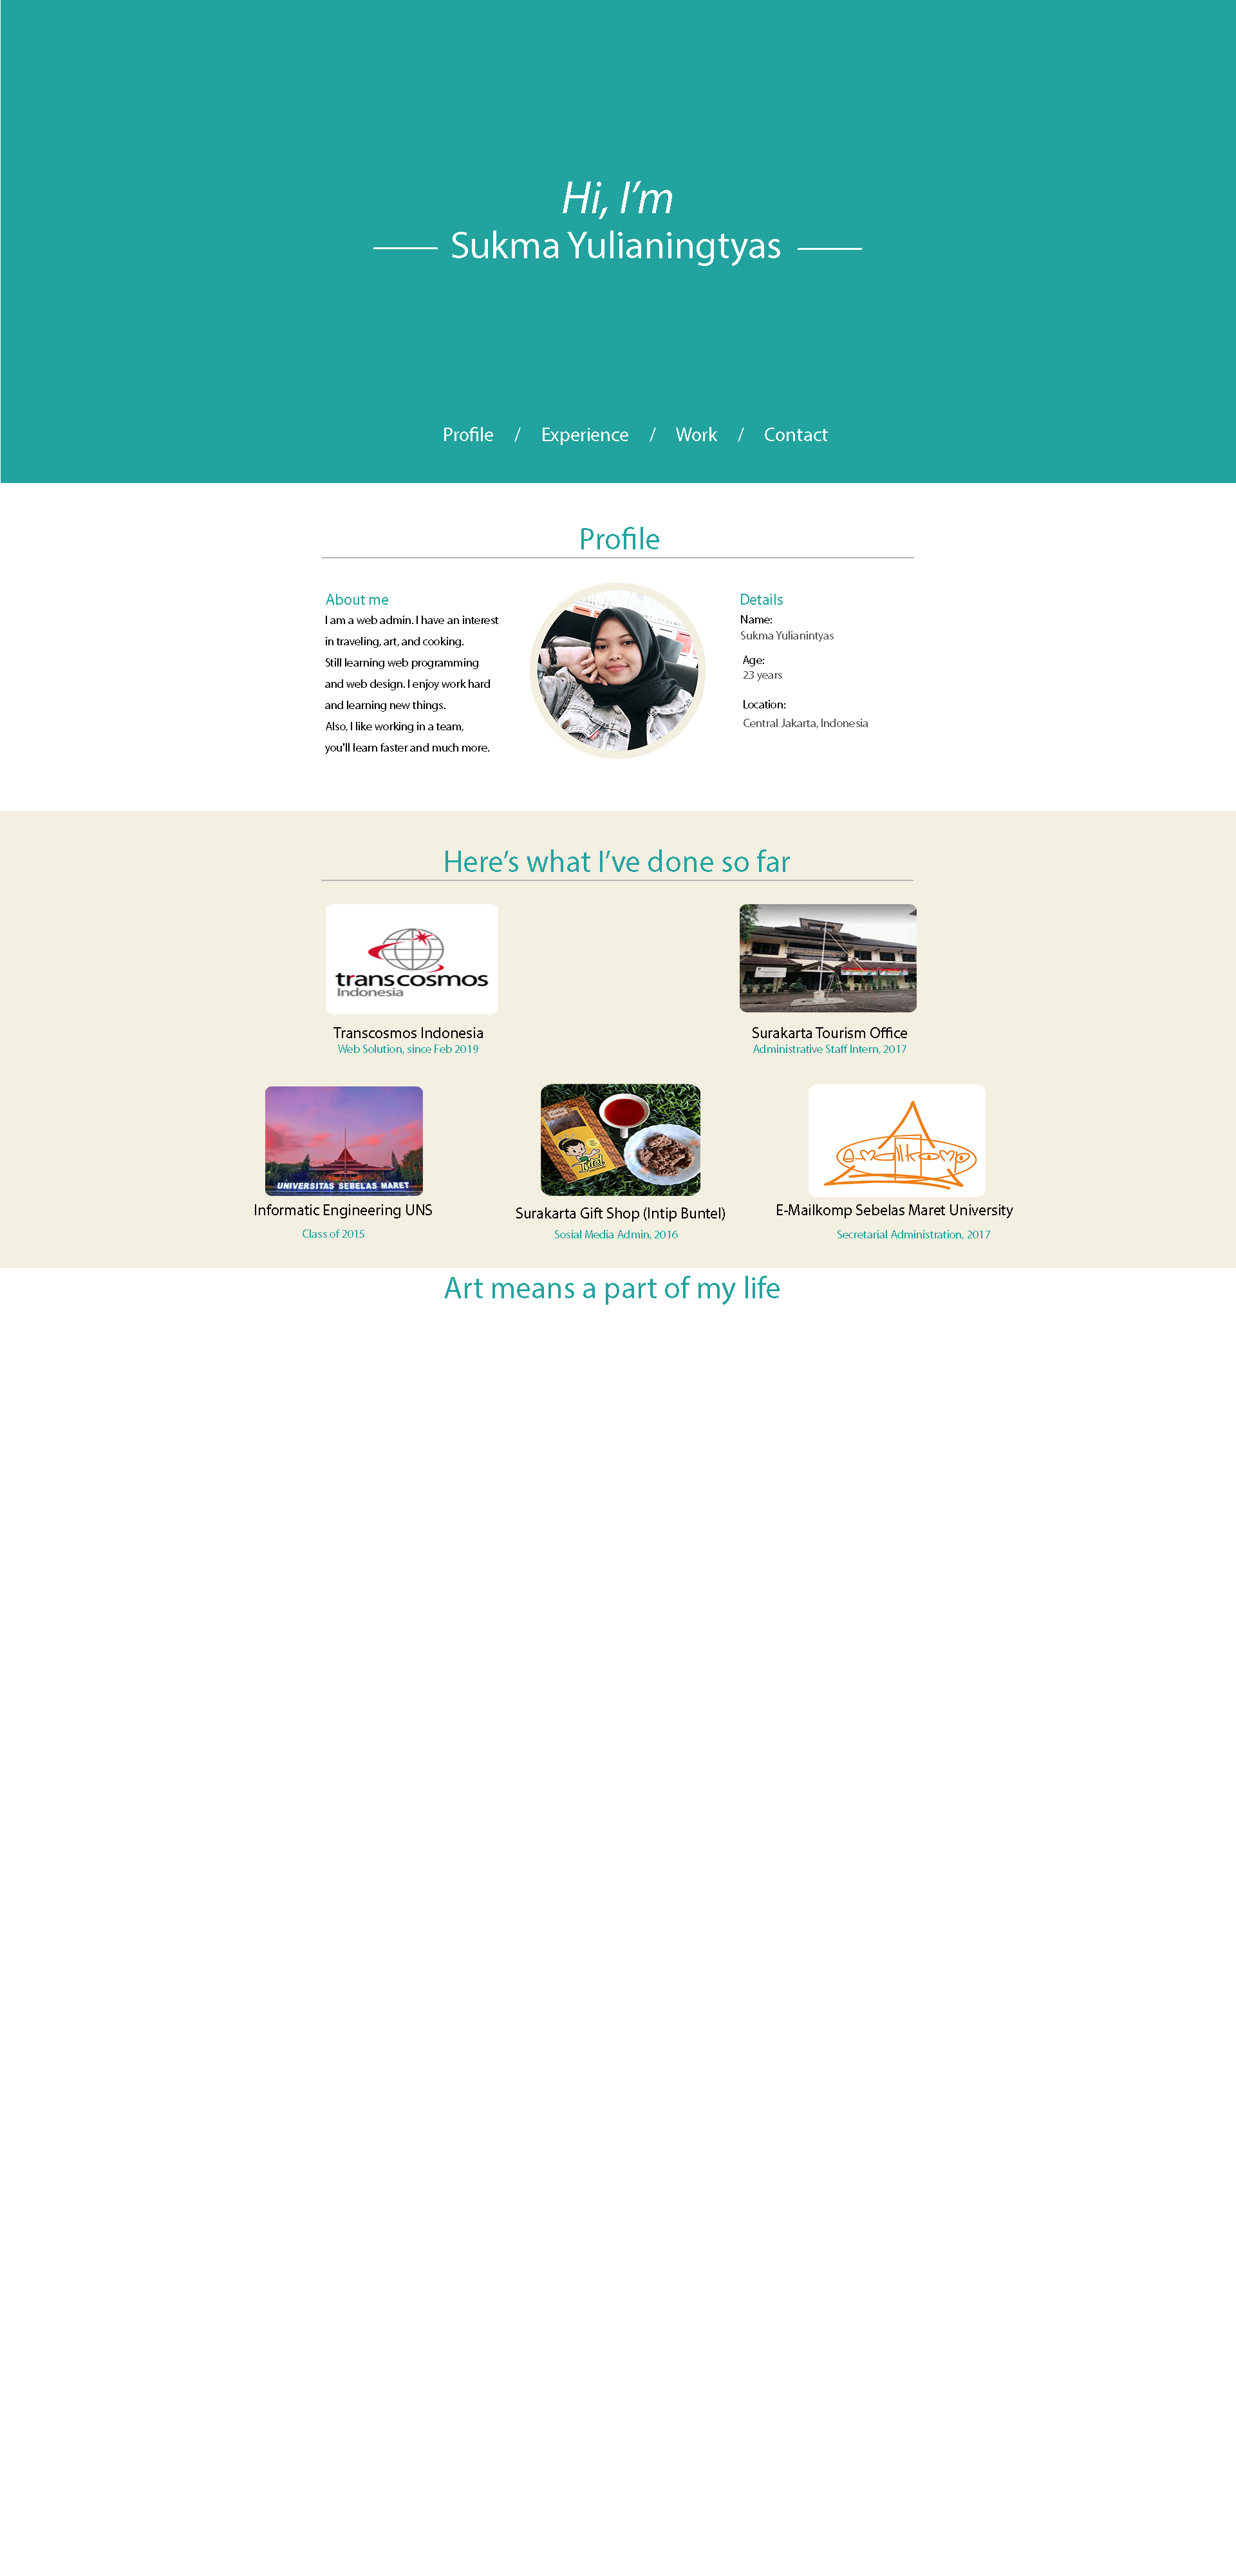 Hi, I’m
Sukma Yulianingtyas
Profile / Experience / Work / Contact
Profile
About me
I am a web admin. I have an interest
in traveling, art, and cooking.
Still learning web programming
and web design. I enjoy work hard
and learning new things.
Also, I like working in a team,
you'll learn faster and much more.
Details
Name:
Sukma Yulianintyas
Age:
23 years
Location:
Central Jakarta, Indonesia
Here’s what I’ve done so far
transcosmos
Indonesia
Transcosmos Indonesia
Web Solution, since Feb 2019
Surakarta Tourism Office
Administrative Staff Intern, 2017
UNIVERSITAS SEBELAS MARET
Informatic Engineering UNS
Class of 2015
Surakarta Gift Shop (Intip Buntel)
Sosial Media Admin, 2016
e-mailkomp
E-Mailkomp Sebelas Maret University
Secretarial Administration, 2017
Art means a part of my life